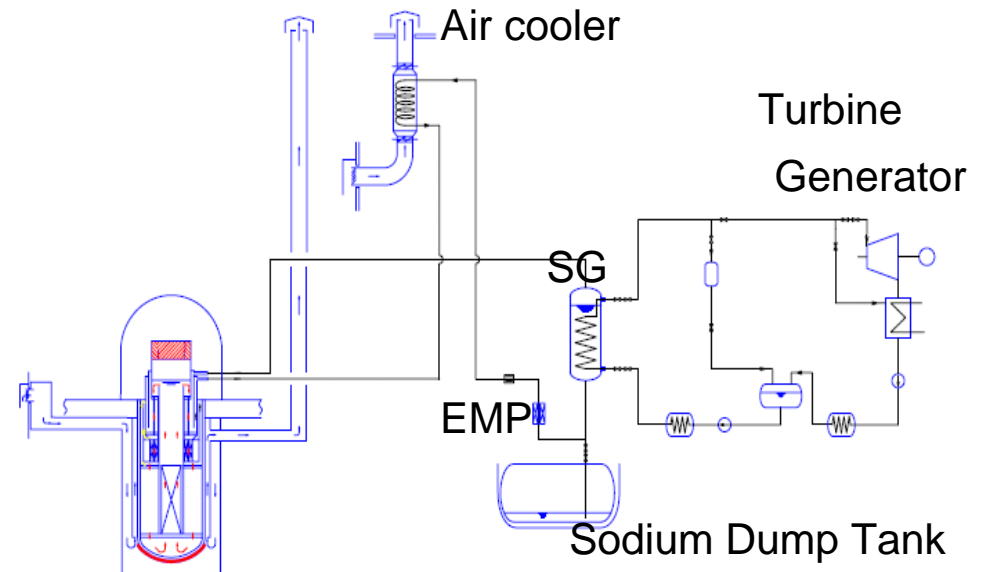 Air cooler
Turbine
Generator
SG
EMP
Sodium Dump Tank